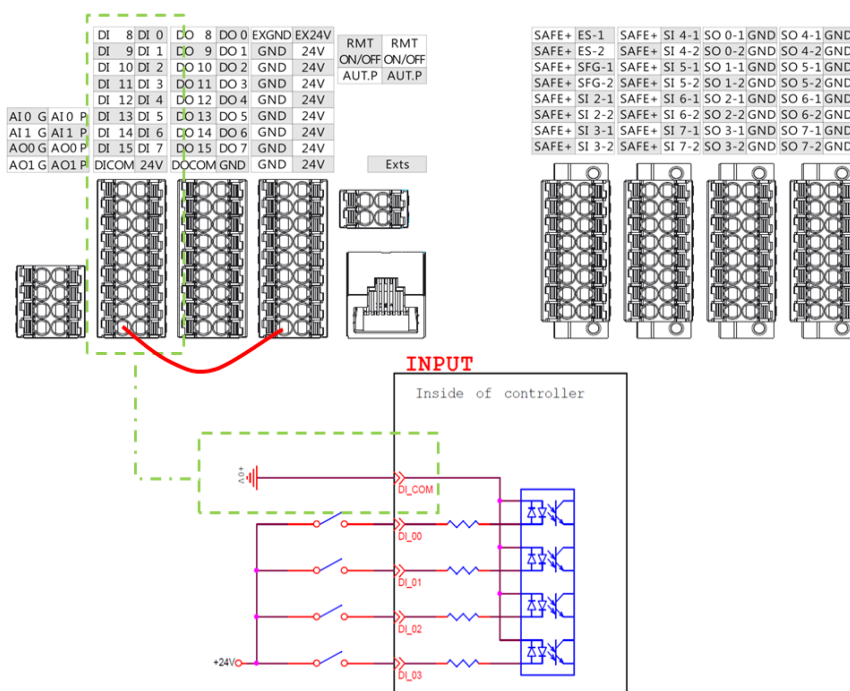 DI 8 DI 0 DO 8 DO 0 EXGND EX24V
DI 9 DI 1 DO 9 DO 1 GND 24V
DI 10 DI 2 DO 10 DO 2 GND 24V
DI 11 DI 3 DO 11 DO 3 GND 24V
DI 12 DI 4 DO 12 DO 4 GND 24V
AI0 G AI0 P DI 13 DI 5 DO 13 DO 5 GND 24V
AI1 G AI1 P DI 14 DI 6 DO 14 DO 6 GND 24V
AO0 G AO0 P DI 15 DI 7 DO 15 DO 7 GND 24V
AO1 G AO1 P DICOM 24V DOCOM GND GND 24V
RMT RMT
ON/OFF ON/OFF
AUT.P AUT.P
Exts
SAFE+ ES-1 SAFE+ SI 4-1 SO 0-1 GND SO 4-1 GND
SAFE+ ES-2 SAFE+ SI 4-2 SO 0-2 GND SO 4-2 GND
SAFE+ SFG-1 SAFE+ SI 5-1 SO 1-1 GND SO 5-1 GND
SAFE+ SFG-2 SAFE+ SI 5-2 SO 1-2 GND SO 5-2 GND
SAFE+ SI 2-1 SAFE+ SI 6-1 SO 2-1 GND SO 6-1 GND
SAFE+ SI 2-2 SAFE+ SI 6-2 SO 2-2 GND SO 6-2 GND
SAFE+ SI 3-1 SAFE+ SI 7-1 SO 3-1 GND SO 7-1 GND
SAFE+ SI 3-2 SAFE+ SI 7-2 SO 3-2 GND SO 7-2 GND
INPUT
Inside of controller
+0V
DI_COM
DI_00
DI_01
DI_02
+24V
DI_03